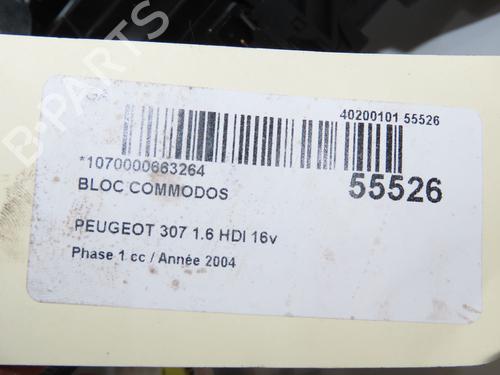 40200101 55526
*1070000663264
BLOC COMMODOS
55526
PEUGEOT 307 1.6 HDI 16v
Phase 1 cc / Année 2004
B-PARTS